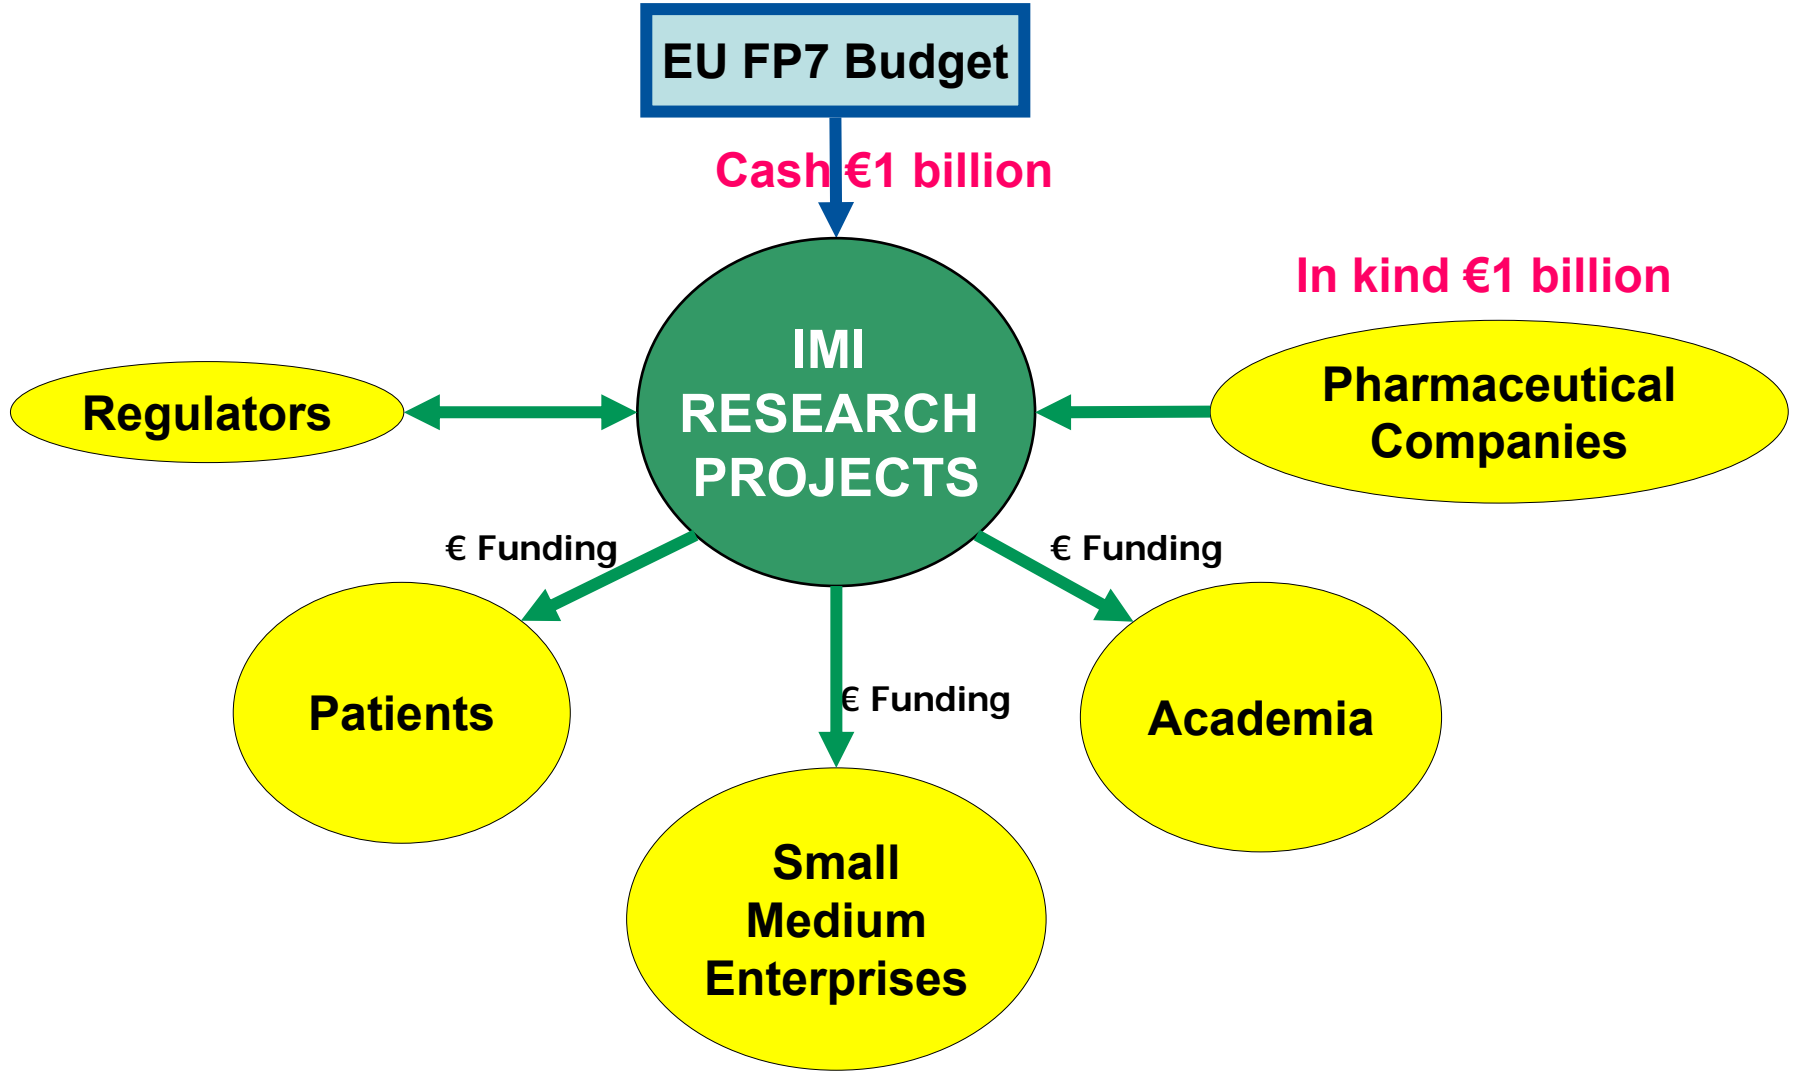 EU FP7 Budget
Cash €1 billion
In kind €1 billion
IMI
RESEARCH
PROJECTS
Regulators
Pharmaceutical
Companies
€ Funding
€ Funding
€ Funding
Patients
Academia
Small
Medium
Enterprises